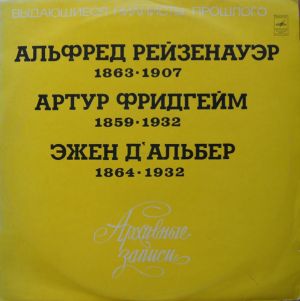 ВЫДАЮЩИЕСЯ ПИАНИСТЫ ПРОШЛОГО
АЛЬФРЕД РЕЙЗЕНАУЭР
1863·1907
АРТУР ФРИДГЕЙМ
1859·1932
ЭЖЕН Д'АЛЬБЕР
1864·1932
Архивные
записи